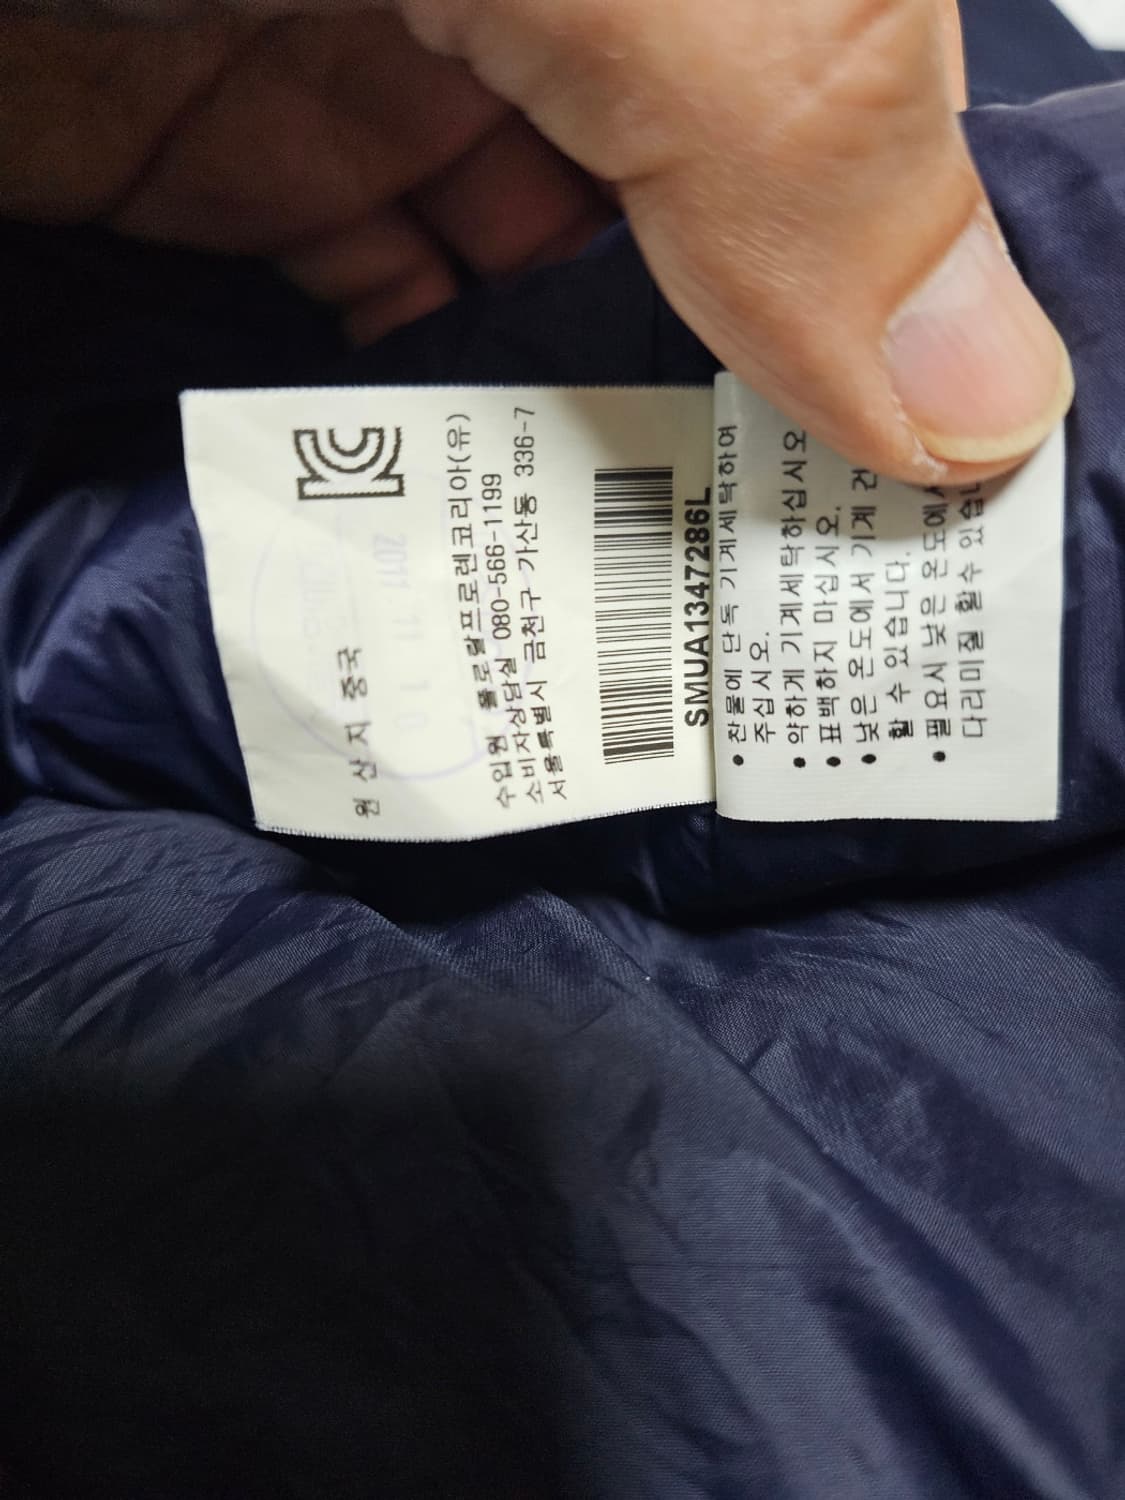 원 산 지 중국
2011 11 10
수입원 폴로랄프로렌코리아(유)
소비자상담실 080-566-1199
서울특별시 금천구 가산동 336-7
SMUA1347286L
• 찬물에 단독 기계세탁하여
주십시오.
• 약하게 기계세탁하십시오
• 표백하지 마십시오.
• 낮은 온도에서 기계 건
할 수 있습니다.
• 필요시 낮은 온도에서
다리미질 할수 있습니